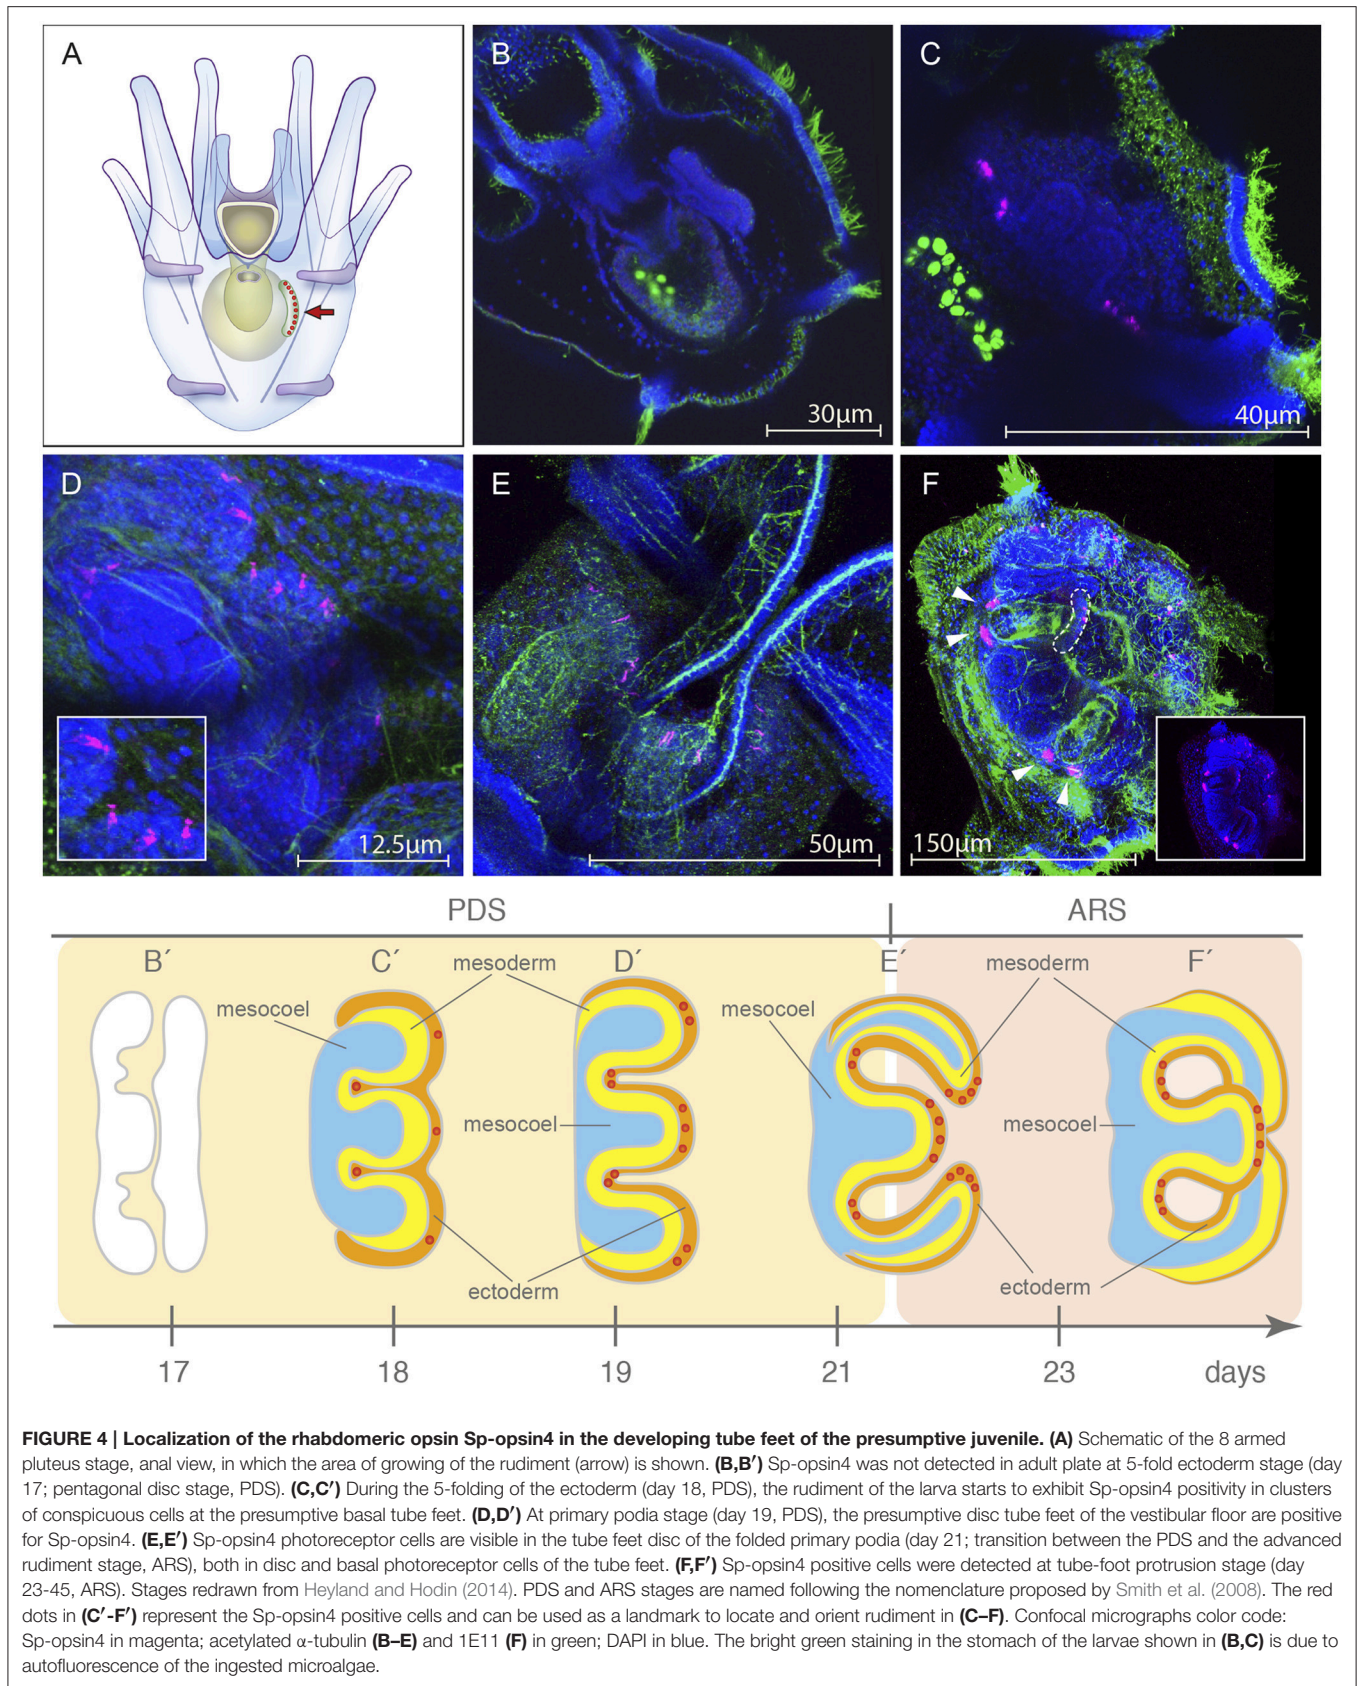 A
B
C
30µm
40µm
D
E
F
12.5µm
50µm
150µm
PDS
ARS
B´
C´
mesoderm
D´
E´
mesoderm
F´
mesocoel
mesocoel
mesocoel
mesocoel
ectoderm
ectoderm
17
18
19
21
23
days
FIGURE 4 | Localization of the rhabdomeric opsin Sp-opsin4 in the developing tube feet of the presumptive juvenile. (A) Schematic of the 8 armed
pluteus stage, anal view, in which the area of growing of the rudiment (arrow) is shown. (B,B′) Sp-opsin4 was not detected in adult plate at 5-fold ectoderm stage (day
17; pentagonal disc stage, PDS). (C,C′) During the 5-folding of the ectoderm (day 18, PDS), the rudiment of the larva starts to exhibit Sp-opsin4 positivity in clusters
of conspicuous cells at the presumptive basal tube feet. (D,D′) At primary podia stage (day 19, PDS), the presumptive disc tube feet of the vestibular floor are positive
for Sp-opsin4. (E,E′) Sp-opsin4 photoreceptor cells are visible in the tube feet disc of the folded primary podia (day 21; transition between the PDS and the advanced
rudiment stage, ARS), both in disc and basal photoreceptor cells of the tube feet. (F,F′) Sp-opsin4 positive cells were detected at tube-foot protrusion stage (day
23-45, ARS). Stages redrawn from Heyland and Hodin (2014). PDS and ARS stages are named following the nomenclature proposed by Smith et al. (2008). The red
dots in (C′-F′) represent the Sp-opsin4 positive cells and can be used as a landmark to locate and orient rudiment in (C–F). Confocal micrographs color code:
Sp-opsin4 in magenta; acetylated α-tubulin (B–E) and 1E11 (F) in green; DAPI in blue. The bright green staining in the stomach of the larvae shown in (B,C) is due to
autofluorescence of the ingested microalgae.